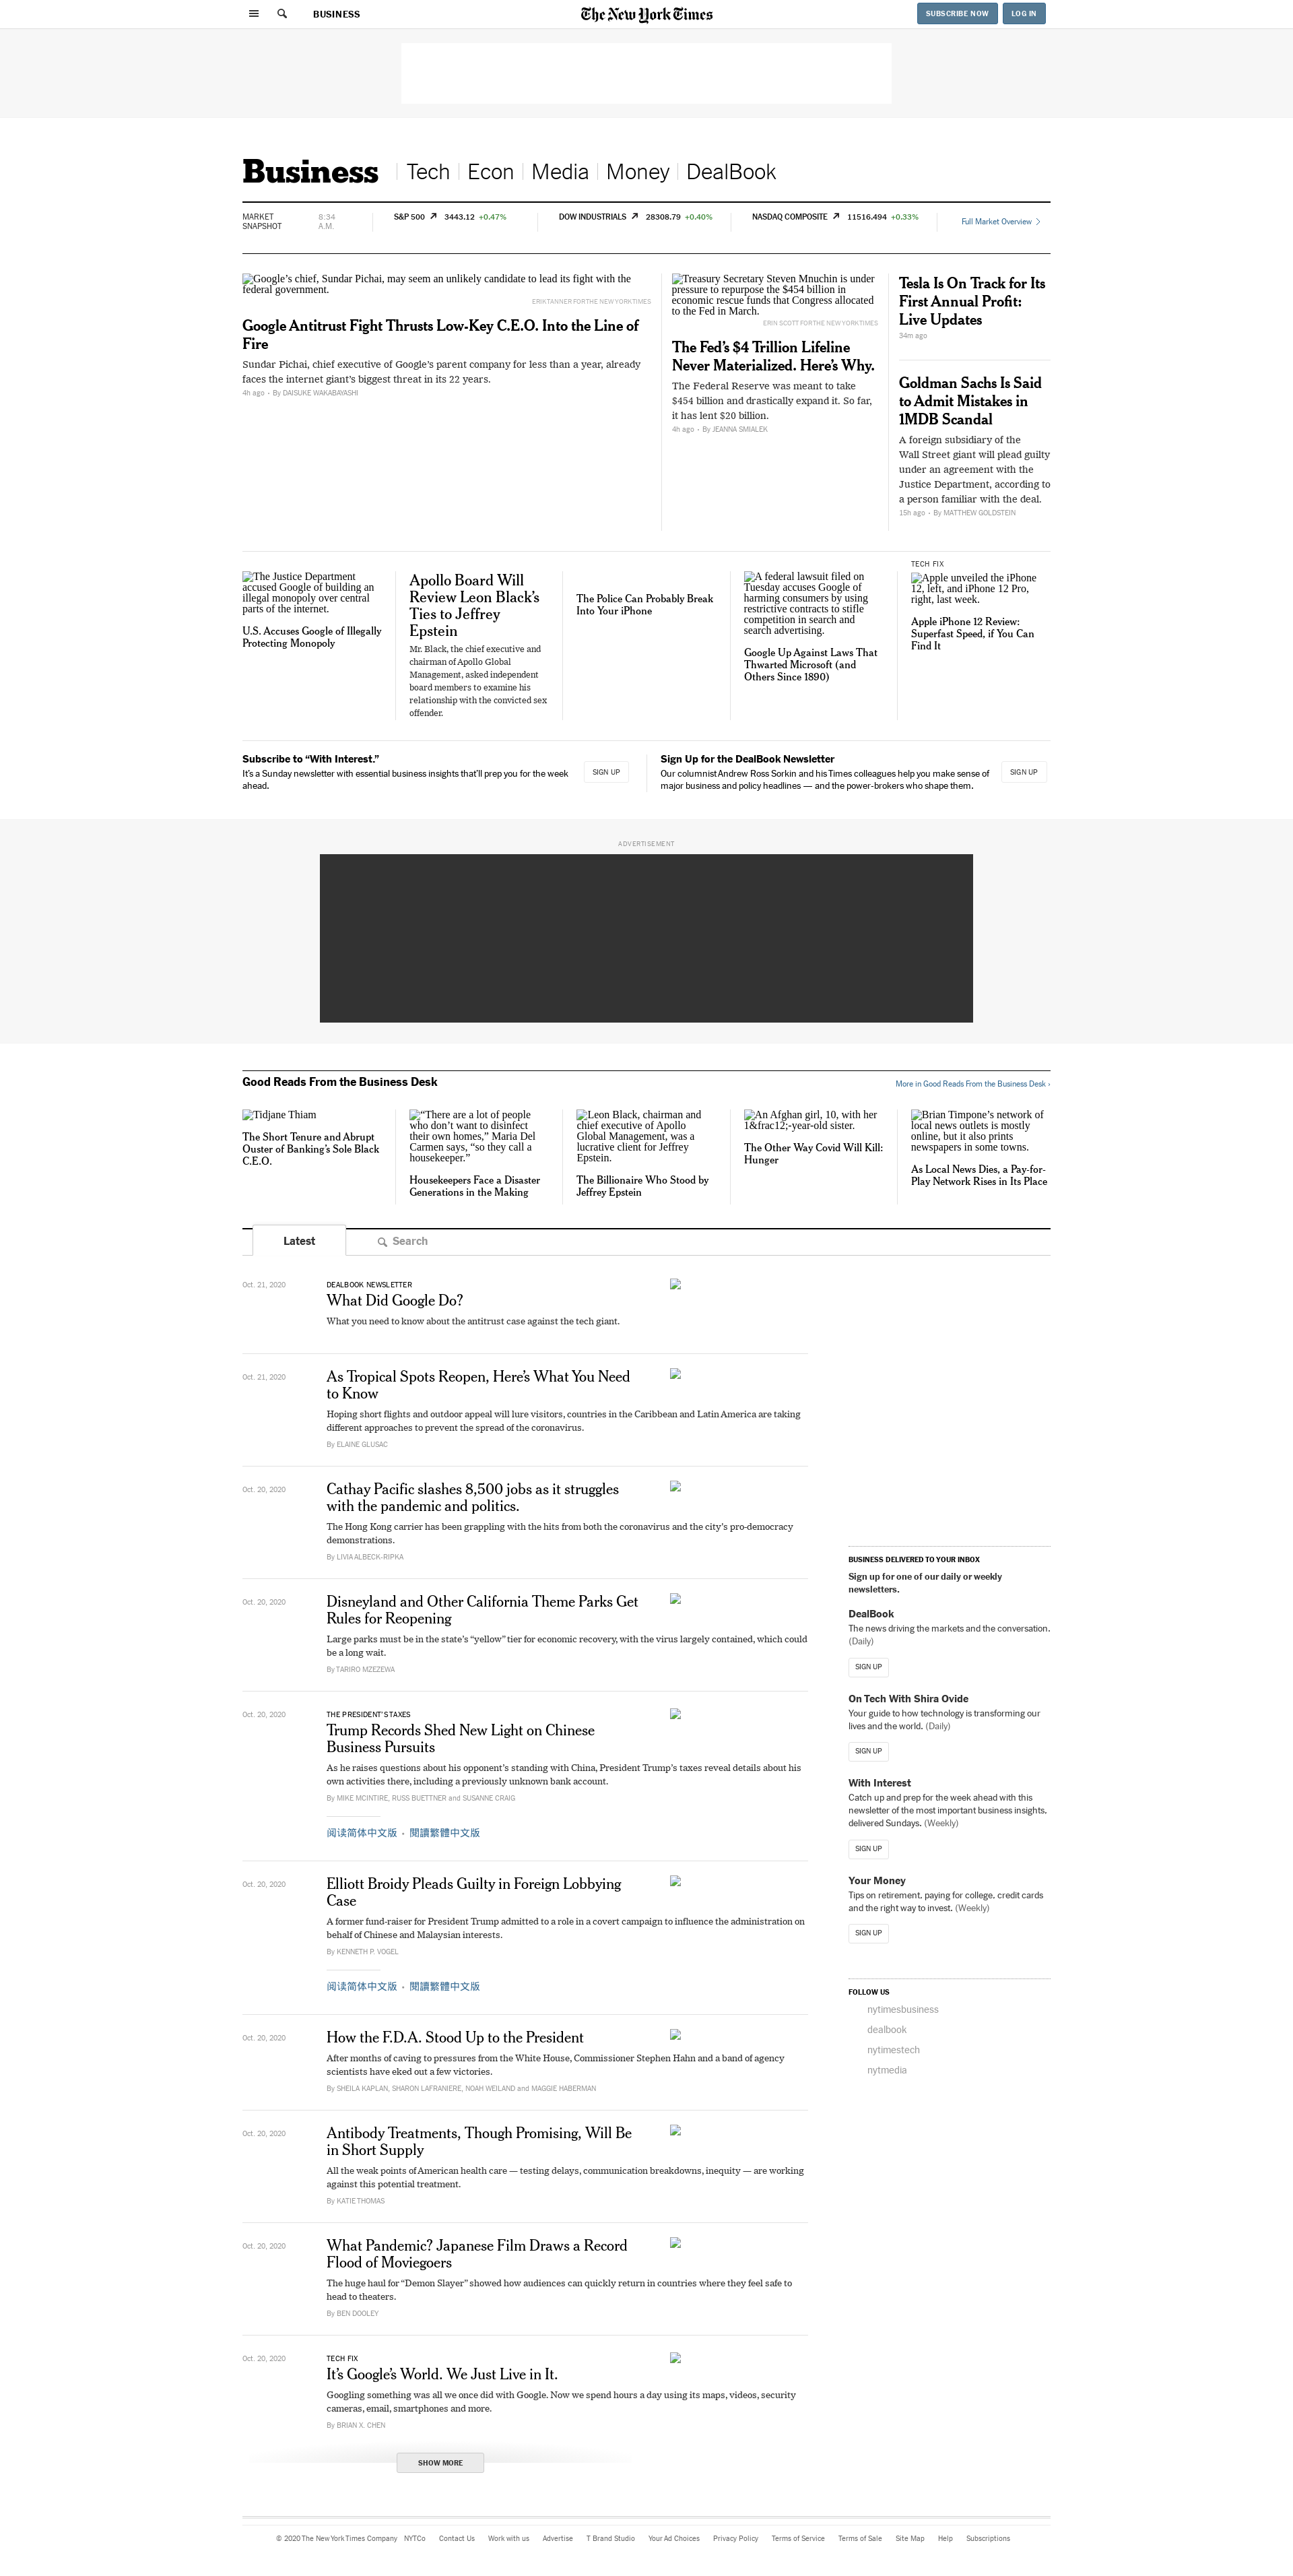 BUSINESS
The New York Times
SUBSCRIBE NOW
LOG IN
Business
Tech
Econ
Media
Money
DealBook
MARKET
SNAPSHOT
8:34
A.M.
S&P 500 3443.12 +0.47%
DOW INDUSTRIALS 28308.79 +0.40%
NASDAQ COMPOSITE 11516.494 +0.33%
Full Market Overview
Google's chief, Sundar Pichai, may seem an unlikely candidate to lead its fight with the
federal government.
ERIK TANNER FOR THE NEW YORK TIMES
Google Antitrust Fight Thrusts Low-Key C.E.O. Into the Line of
Fire
Sundar Pichai, chief executive of Google's parent company for less than a year, already
faces the internet giant's biggest threat in its 22 years.
4h ago · By DAISUKE WAKABAYASHI
Treasury Secretary Steven Mnuchin is under
pressure to repurpose the $454 billion in
economic rescue funds that Congress allocated
to the Fed in March.
ERIN SCOTT FOR THE NEW YORK TIMES
The Fed's $4 Trillion Lifeline
Never Materialized. Here's Why.
The Federal Reserve was meant to take
$454 billion and drastically expand it. So far,
it has lent $20 billion.
4h ago · By JEANNA SMIALEK
Tesla Is On Track for Its
First Annual Profit:
Live Updates
34m ago
Goldman Sachs Is Said
to Admit Mistakes in
1MDB Scandal
A foreign subsidiary of the
Wall Street giant will plead guilty
under an agreement with the
Justice Department, according to
a person familiar with the deal.
15h ago · By MATTHEW GOLDSTEIN
The Justice Department
accused Google of building an
illegal monopoly over central
parts of the internet.
U.S. Accuses Google of Illegally
Protecting Monopoly
Apollo Board Will
Review Leon Black's
Ties to Jeffrey
Epstein
Mr. Black, the chief executive and
chairman of Apollo Global
Management, asked independent
board members to examine his
relationship with the convicted sex
offender.
The Police Can Probably Break
Into Your iPhone
A federal lawsuit filed on
Tuesday accuses Google of
harming consumers by using
restrictive contracts to stifle
competition in search and
search advertising.
Google Up Against Laws That
Thwarted Microsoft (and
Others Since 1890)
TECH FIX
Apple unveiled the iPhone
12, left, and iPhone 12 Pro,
right, last week.
Apple iPhone 12 Review:
Superfast Speed, if You Can
Find It
Subscribe to "With Interest."
It's a Sunday newsletter with essential business insights that'll prep you for the week
ahead.
SIGN UP
Sign Up for the DealBook Newsletter
Our columnist Andrew Ross Sorkin and his Times colleagues help you make sense of
major business and policy headlines — and the power-brokers who shape them.
SIGN UP
ADVERTISEMENT
Good Reads From the Business Desk
More in Good Reads From the Business Desk ›
Tidjane Thiam
The Short Tenure and Abrupt
Ouster of Banking's Sole Black
C.E.O.
"There are a lot of people
who don't want to disinfect
their own homes," Maria Del
Carmen says, "so they call a
housekeeper."
Housekeepers Face a Disaster
Generations in the Making
Leon Black, chairman and
chief executive of Apollo
Global Management, was a
lucrative client for Jeffrey
Epstein.
The Billionaire Who Stood by
Jeffrey Epstein
An Afghan girl, 10, with her
1&frac12;-year-old sister.
The Other Way Covid Will Kill:
Hunger
Brian Timpone's network of
local news outlets is mostly
online, but it also prints
newspapers in some towns.
As Local News Dies, a Pay-for-
Play Network Rises in Its Place
Latest
Search
Oct. 21, 2020
DEALBOOK NEWSLETTER
What Did Google Do?
What you need to know about the antitrust case against the tech giant.
Oct. 21, 2020
As Tropical Spots Reopen, Here's What You Need
to Know
Hoping short flights and outdoor appeal will lure visitors, countries in the Caribbean and Latin America are taking
different approaches to prevent the spread of the coronavirus.
By ELAINE GLUSAC
Oct. 20, 2020
Cathay Pacific slashes 8,500 jobs as it struggles
with the pandemic and politics.
The Hong Kong carrier has been grappling with the hits from both the coronavirus and the city's pro-democracy
demonstrations.
By LIVIA ALBECK-RIPKA
Oct. 20, 2020
Disneyland and Other California Theme Parks Get
Rules for Reopening
Large parks must be in the state's "yellow" tier for economic recovery, with the virus largely contained, which could
be a long wait.
By TARIRO MZEZEWA
Oct. 20, 2020
THE PRESIDENT'S TAXES
Trump Records Shed New Light on Chinese
Business Pursuits
As he raises questions about his opponent's standing with China, President Trump's taxes reveal details about his
own activities there, including a previously unknown bank account.
By MIKE MCINTIRE, RUSS BUETTNER and SUSANNE CRAIG
阅读简体中文版 · 閱讀繁體中文版
Oct. 20, 2020
Elliott Broidy Pleads Guilty in Foreign Lobbying
Case
A former fund-raiser for President Trump admitted to a role in a covert campaign to influence the administration on
behalf of Chinese and Malaysian interests.
By KENNETH P. VOGEL
阅读简体中文版 · 閱讀繁體中文版
Oct. 20, 2020
How the F.D.A. Stood Up to the President
After months of caving to pressures from the White House, Commissioner Stephen Hahn and a band of agency
scientists have eked out a few victories.
By SHEILA KAPLAN, SHARON LAFRANIERE, NOAH WEILAND and MAGGIE HABERMAN
Oct. 20, 2020
Antibody Treatments, Though Promising, Will Be
in Short Supply
All the weak points of American health care — testing delays, communication breakdowns, inequity — are working
against this potential treatment.
By KATIE THOMAS
Oct. 20, 2020
What Pandemic? Japanese Film Draws a Record
Flood of Moviegoers
The huge haul for "Demon Slayer" showed how audiences can quickly return in countries where they feel safe to
head to theaters.
By BEN DOOLEY
Oct. 20, 2020
TECH FIX
It's Google's World. We Just Live in It.
Googling something was all we once did with Google. Now we spend hours a day using its maps, videos, security
cameras, email, smartphones and more.
By BRIAN X. CHEN
SHOW MORE
BUSINESS DELIVERED TO YOUR INBOX
Sign up for one of our daily or weekly
newsletters.
DealBook
The news driving the markets and the conversation.
(Daily)
SIGN UP
On Tech With Shira Ovide
Your guide to how technology is transforming our
lives and the world. (Daily)
SIGN UP
With Interest
Catch up and prep for the week ahead with this
newsletter of the most important business insights,
delivered Sundays. (Weekly)
SIGN UP
Your Money
Tips on retirement, paying for college, credit cards
and the right way to invest. (Weekly)
SIGN UP
FOLLOW US
nytimesbusiness
dealbook
nytimestech
nytmedia
© 2020 The New York Times Company
NYTCo
Contact Us
Work with us
Advertise
T Brand Studio
Your Ad Choices
Privacy Policy
Terms of Service
Terms of Sale
Site Map
Help
Subscriptions